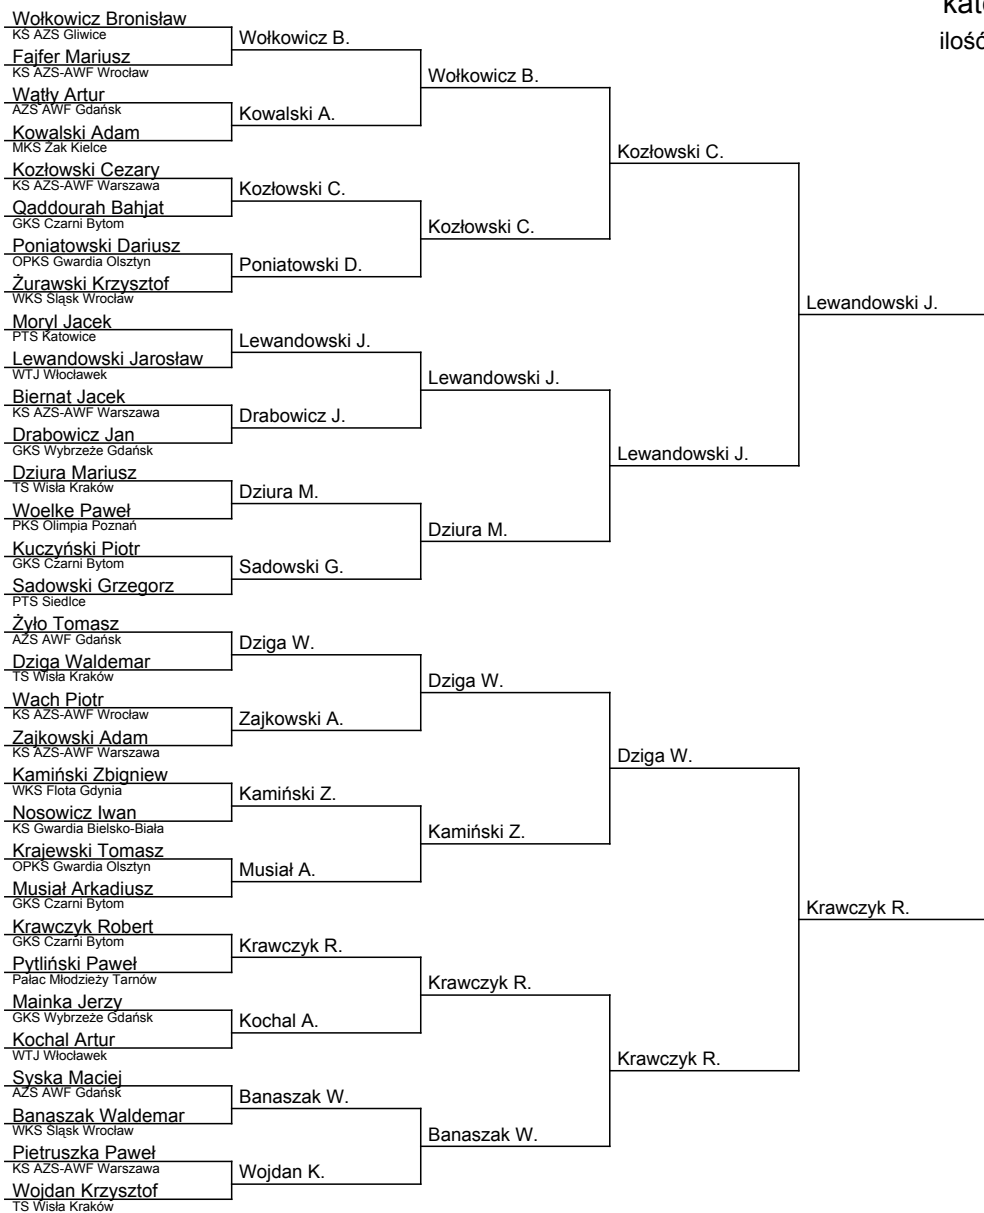 Wołkowicz Bronisław
KS AZS Gliwice
Fajfer Mariusz
KS AZS-AWF Wrocław
Wątły Artur
AZS AWF Gdańsk
Kowalski Adam
MKS Żak Kielce
Kozłowski Cezary
KS AZS-AWF Warszawa
Qaddourah Bahjat
GKS Czarni Bytom
Poniatowski Dariusz
OPKS Gwardia Olsztyn
Żurawski Krzysztof
WKS Śląsk Wrocław
Moryl Jacek
PTS Katowice
Lewandowski Jarosław
WTJ Włocławek
Biernat Jacek
KS AZS-AWF Warszawa
Drabowicz Jan
GKS Wybrzeże Gdańsk
Dziura Mariusz
TS Wisła Kraków
Woelke Paweł
PKS Olimpia Poznań
Kuczyński Piotr
GKS Czarni Bytom
Sadowski Grzegorz
PTS Siedlce
Żyło Tomasz
AZS AWF Gdańsk
Dziga Waldemar
TS Wisła Kraków
Wach Piotr
KS AZS-AWF Wrocław
Zajkowski Adam
KS AZS-AWF Warszawa
Kamiński Zbigniew
WKS Flota Gdynia
Nosowicz Iwan
KS Gwardia Bielsko-Biała
Krajewski Tomasz
OPKS Gwardia Olsztyn
Musiał Arkadiusz
GKS Czarni Bytom
Krawczyk Robert
GKS Czarni Bytom
Pytliński Paweł
Pałac Młodzieży Tarnów
Mainka Jerzy
GKS Wybrzeże Gdańsk
Kochal Artur
WTJ Włocławek
Syska Maciej
AZS AWF Gdańsk
Banaszak Waldemar
WKS Śląsk Wrocław
Pietruszka Paweł
KS AZS-AWF Warszawa
Wojdan Krzysztof
TS Wisła Kraków
Wołkowicz B.
Kowalski A.
Kozłowski C.
Poniatowski D.
Lewandowski J.
Drabowicz J.
Dziura M.
Sadowski G.
Dziga W.
Zajkowski A.
Kamiński Z.
Musiał A.
Krawczyk R.
Kochal A.
Banaszak W.
Wojdan K.
Wołkowicz B.
Kozłowski C.
Lewandowski J.
Dziura M.
Dziga W.
Kamiński Z.
Krawczyk R.
Banaszak W.
Kozłowski C.
Lewandowski J.
Dziga W.
Krawczyk R.
Lewandowski J.
Krawczyk R.